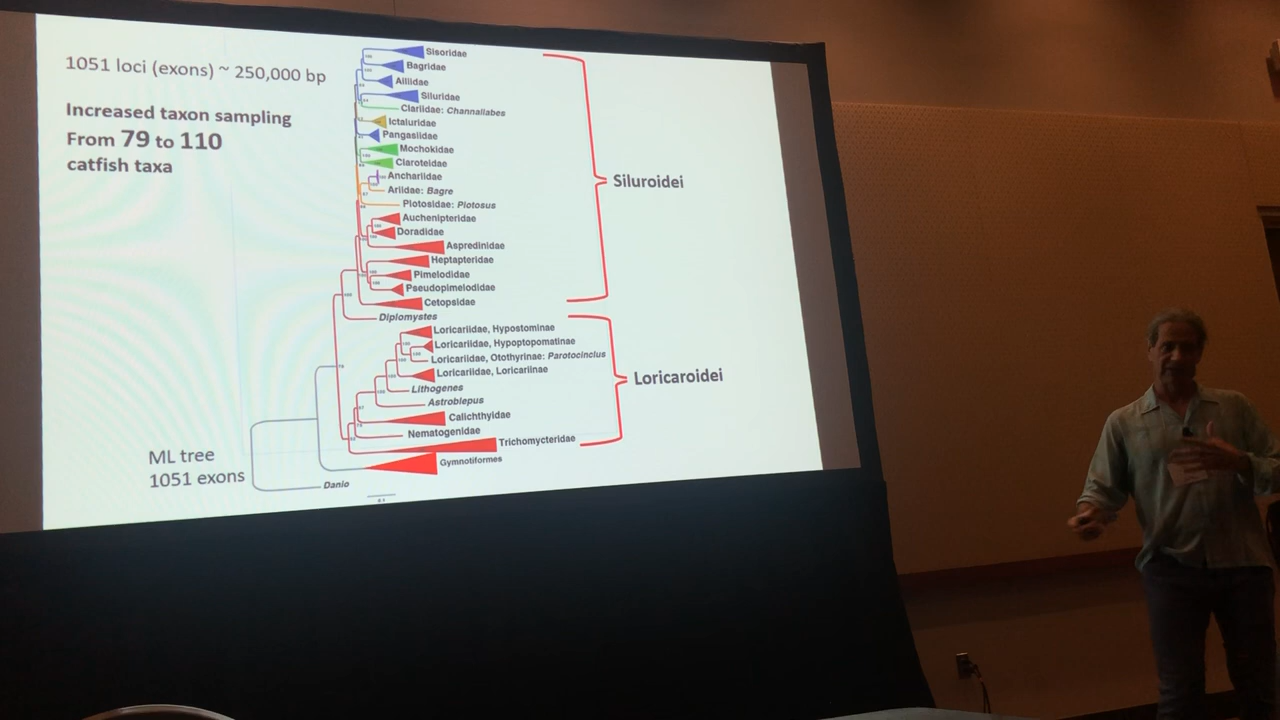 1051 loci (exons) ~ 250,000 bp
Increased taxon sampling
From 79 to 110
catfish taxa
Sisoridae
Bagridae
Ailiidae
Siluridae
Clariidae: Channallabes
Ictaluridae
Pangasiidae
Mochokidae
Claroteidae
Anchariidae
Ariidae: Bagre
Plotosidae: Plotosus
Auchenipteridae
Doradidae
Aspredinidae
Heptapteridae
Pimelodidae
Pseudopimelodidae
Cetopsidae
Siluroidei
Diplomystes
Loricariidae, Hypostominae
Loricariidae, Hypoptopomatinae
Loricariidae, Otothyrinae: Parotocinclus
Loricariidae, Loricariinae
Lithogenes
Astroblepus
Calichthyidae
Nematogenidae
Trichomycteridae
Loricaroidei
Gymnotiformes
Danio
ML tree
1051 exons